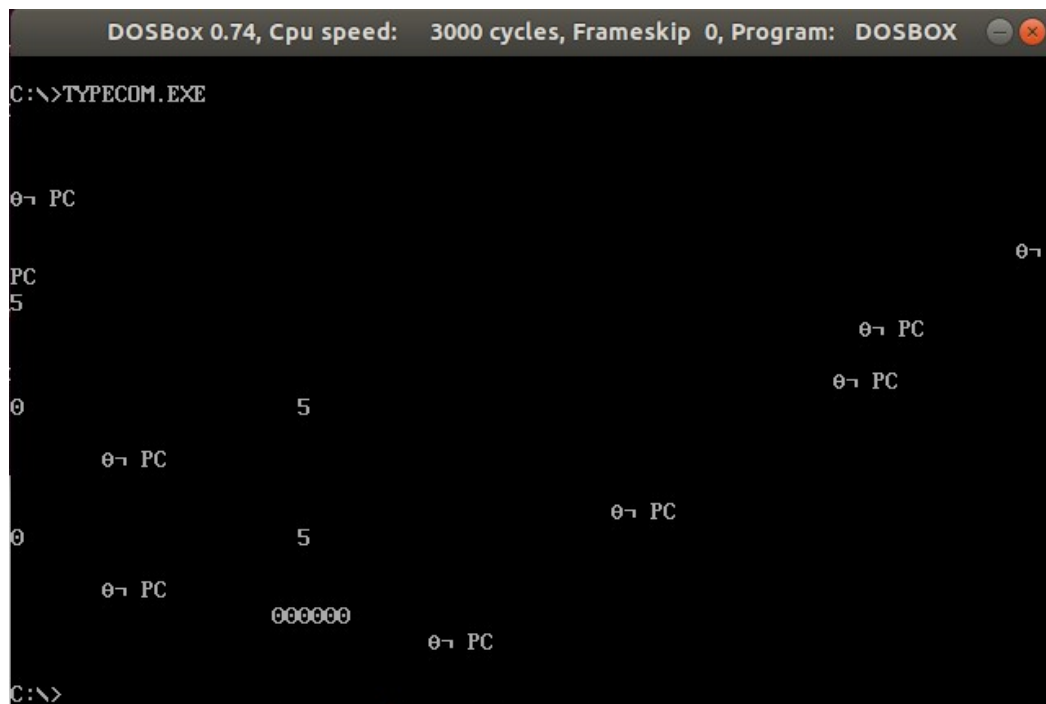 DOSBox 0.74, Cpu speed: 3000 cycles, Frameskip 0, Program: DOSBOX
C:\>TYPECOM.EXE
θ¬ PC
θ¬
PC
5
θ¬ PC
θ¬ PC
0 5
θ¬ PC
θ¬ PC
0 5
θ¬ PC
000000
θ¬ PC
C:\>